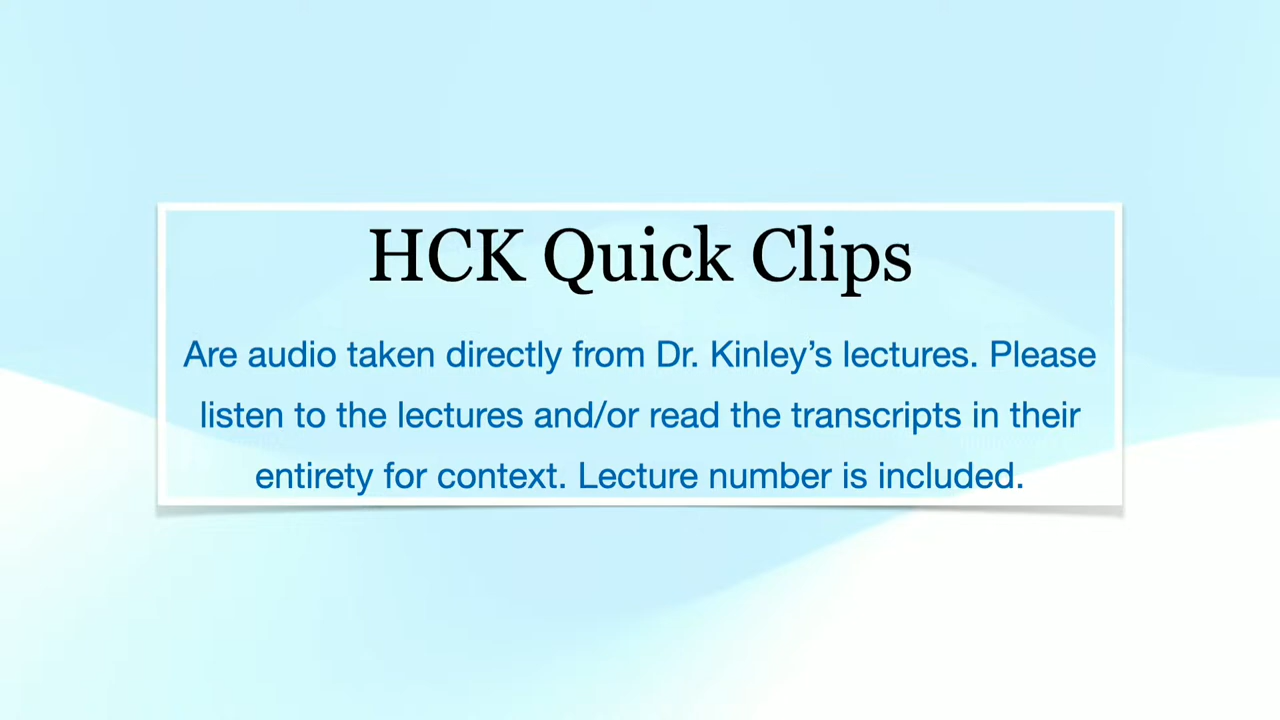 HCK Quick Clips
Are audio taken directly from Dr. Kinley’s lectures. Please
listen to the lectures and/or read the transcripts in their
entirety for context. Lecture number is included.